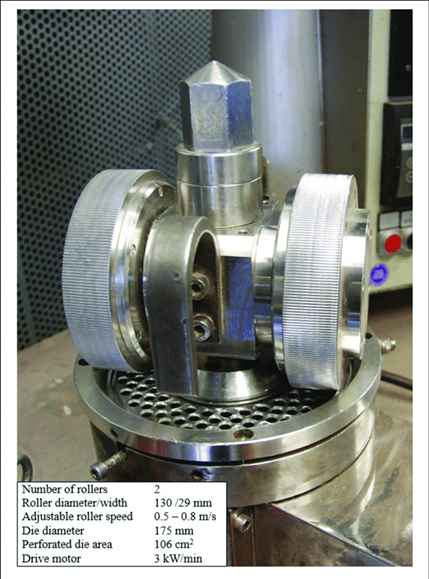 Number of rollers 2
Roller diameter/width 130 /29 mm
Adjustable roller speed 0.5 – 0.8 m/s
Die diameter 175 mm
Perforated die area 106 cm²
Drive motor 3 kW/min